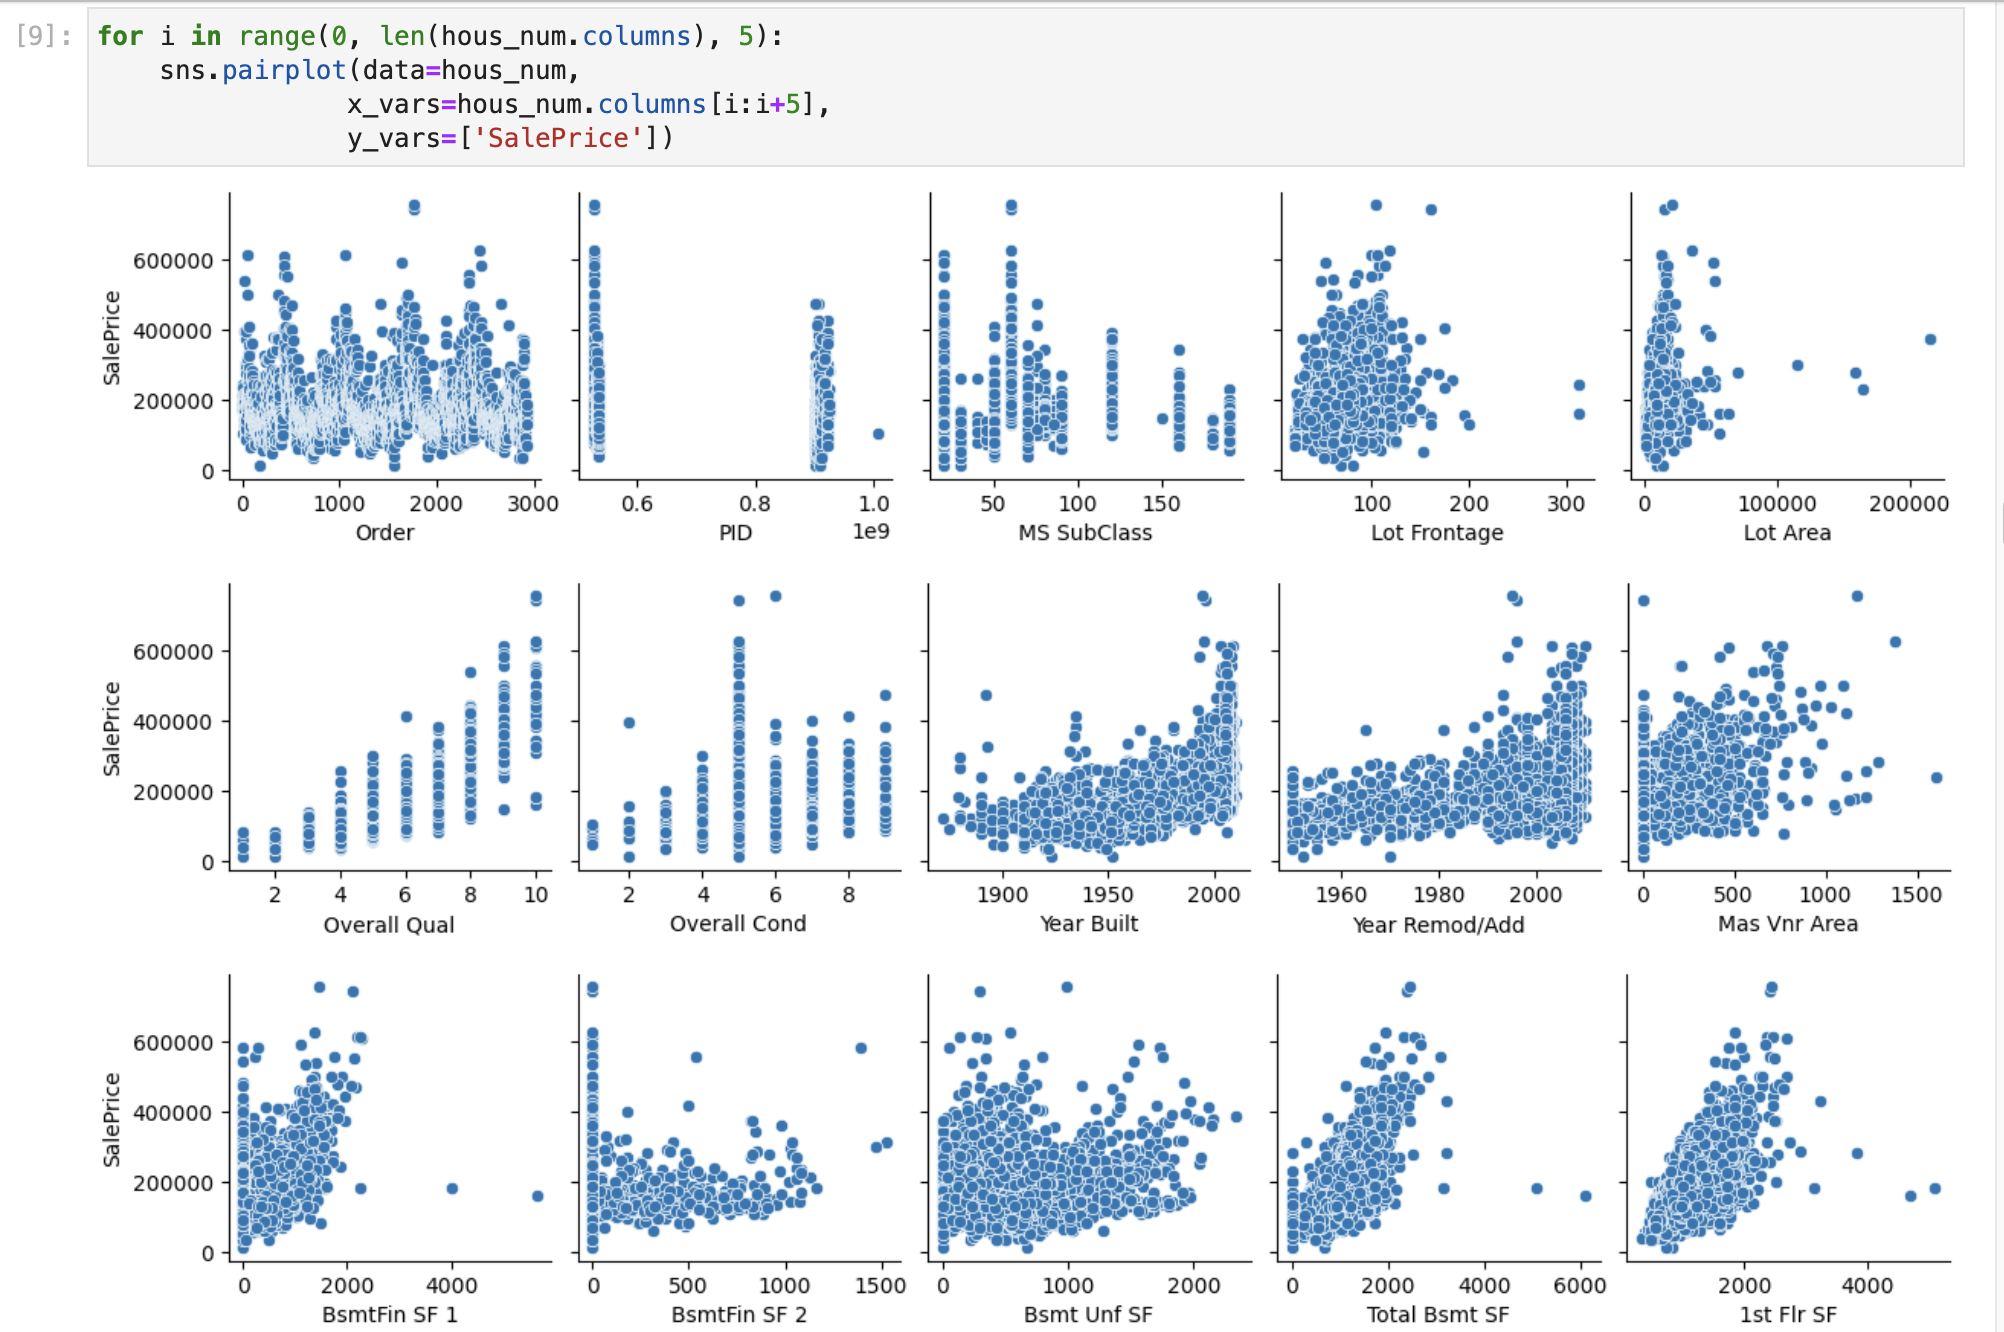 [9]: for i in range(0, len(hous_num.columns), 5):
sns.pairplot(data=hous_num,
x_vars=hous_num.columns[i:i+5],
y_vars=['SalePrice'])
SalePrice
600000
400000
200000
0
0 1000 2000 3000
Order
0.6 0.8 1.0
PID 1e9
50 100 150
MS SubClass
100 200 300
Lot Frontage
0 100000 200000
Lot Area
SalePrice
600000
400000
200000
0
2 4 6 8 10
Overall Qual
2 4 6 8
Overall Cond
1900 1950 2000
Year Built
1960 1980 2000
Year Remod/Add
0 500 1000 1500
Mas Vnr Area
SalePrice
600000
400000
200000
0
0 2000 4000
BsmtFin SF 1
0 500 1000 1500
BsmtFin SF 2
0 1000 2000
Bsmt Unf SF
0 2000 4000 6000
Total Bsmt SF
2000 4000
1st Flr SF